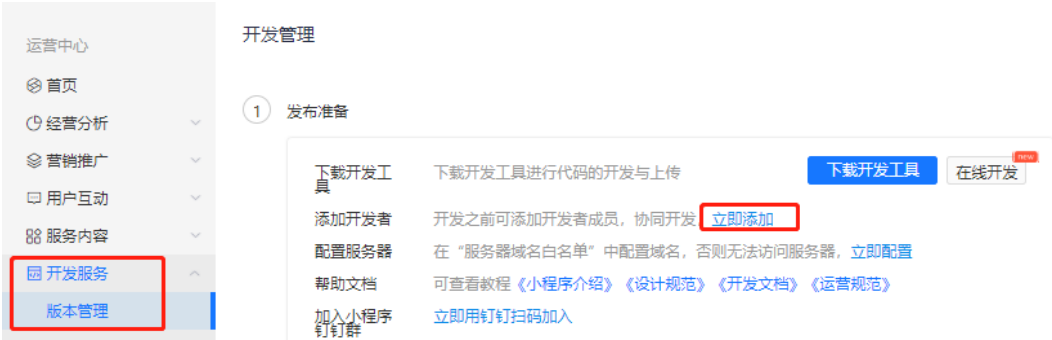 运营中心
首页
经营分析
营销推广
用户互动
服务内容
开发服务
版本管理
开发管理
1 发布准备
下载开发工具 下载开发工具进行代码的开发与上传 下载开发工具 在线开发 new
添加开发者 开发之前可添加开发者成员，协同开发 立即添加
配置服务器 在“服务器域名白名单”中配置域名，否则无法访问服务器，立即配置
帮助文档 可查看教程《小程序介绍》《设计规范》《开发文档》《运营规范》
加入小程序钉钉群 立即用钉钉扫码加入